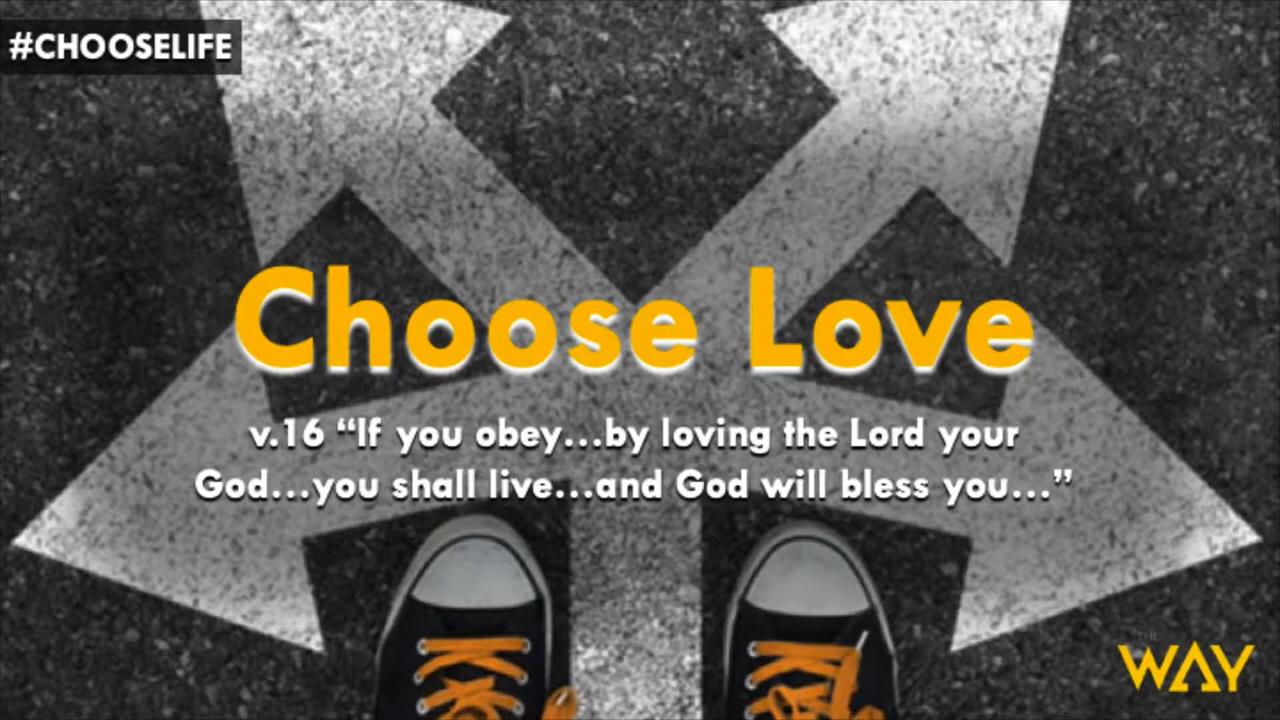 #CHOOSELIFE
Choose Love
v.16 “If you obey...by loving the Lord your
God...you shall live...and God will bless you...”
THE
WAY